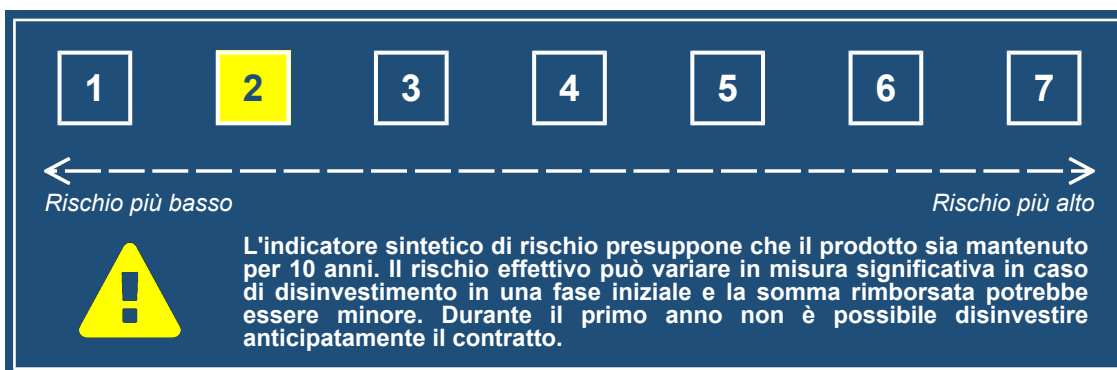 1 2 3 4 5 6 7
Rischio più basso Rischio più alto
L'indicatore sintetico di rischio presuppone che il prodotto sia mantenuto
per 10 anni. Il rischio effettivo può variare in misura significativa in caso
di disinvestimento in una fase iniziale e la somma rimborsata potrebbe
essere minore. Durante il primo anno non è possibile disinvestire
anticipatamente il contratto.